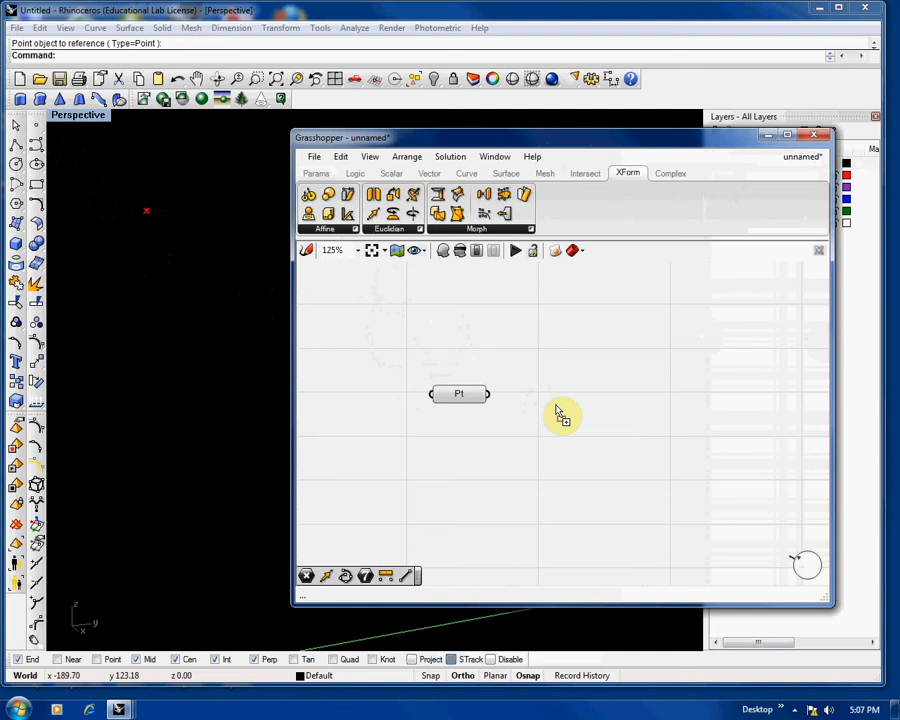 Untitled - Rhinoceros (Educational Lab License) - [Perspective]
File Edit View Curve Surface Solid Mesh Dimension Transform Tools Analyze Render Photometric Help
Point object to reference ( Type=Point ):
Command:
Perspective
Layers - All Layers
Ma
Grasshopper - unnamed*
File Edit View Arrange Solution Window Help unnamed*
Params Logic Scalar Vector Curve Surface Mesh Intersect XForm Complex
Affine Euclidian Morph
125%
Pt
...
z
y
x
End Near Point Mid Cen Int Perp Tan Quad Knot Project STrack Disable
World x -189.70 y 123.18 z 0.00 Default Snap Ortho Planar Osnap Record History
Desktop » 5:07 PM